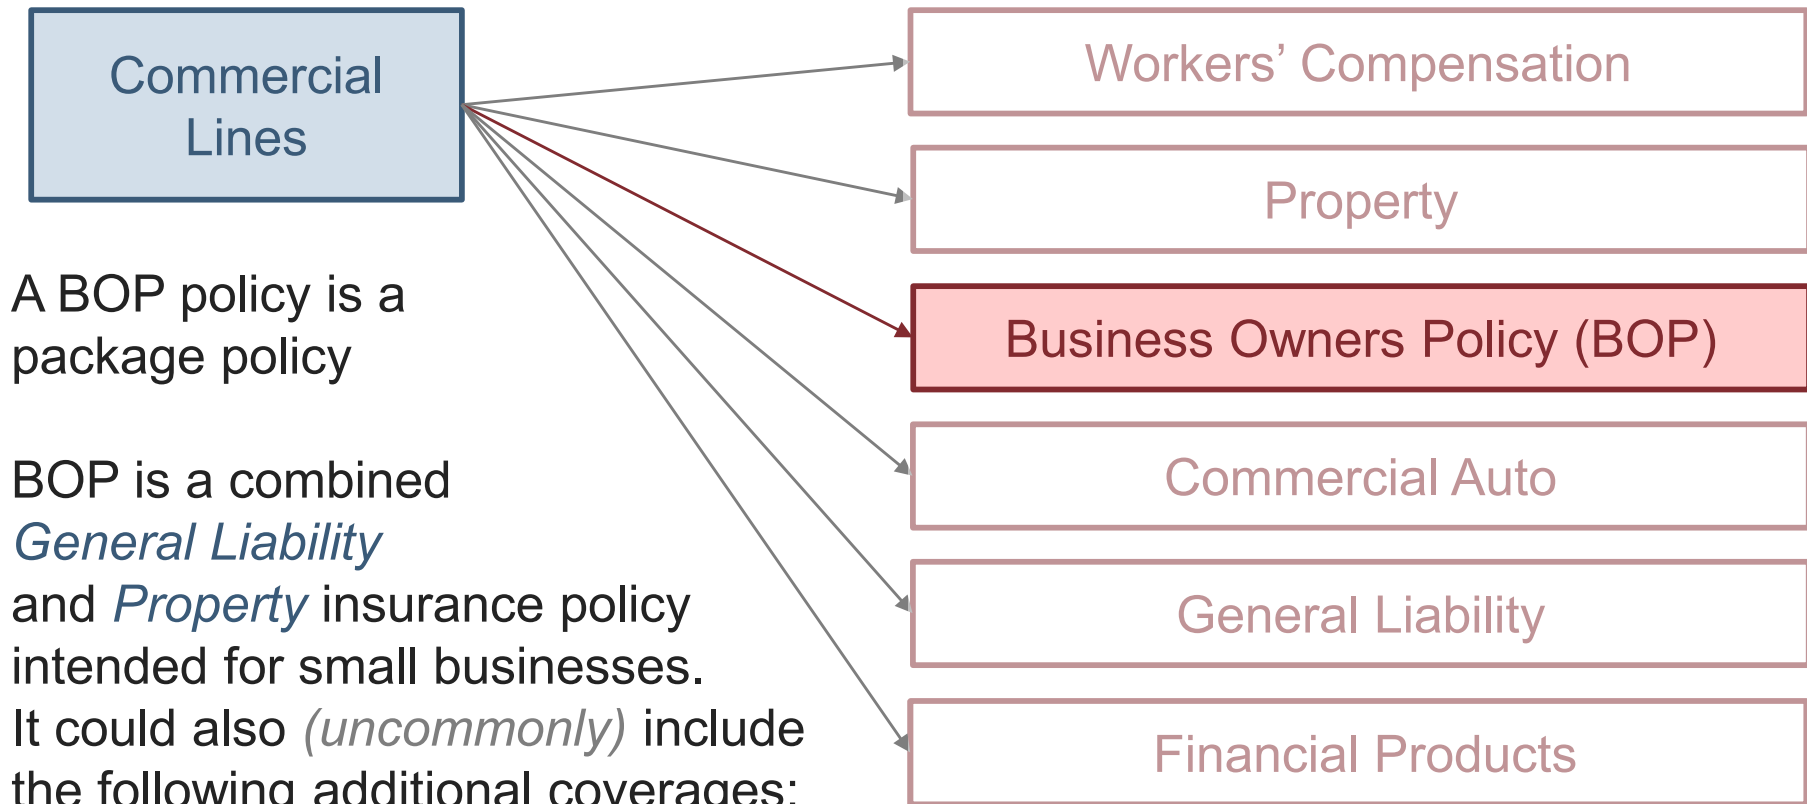 Commercial
Lines
A BOP policy is a
package policy
BOP is a combined
General Liability
and Property insurance policy
intended for small businesses.
It could also (uncommonly) include
the following additional coverages:
Workers’ Compensation
Property
Business Owners Policy (BOP)
Commercial Auto
General Liability
Financial Products